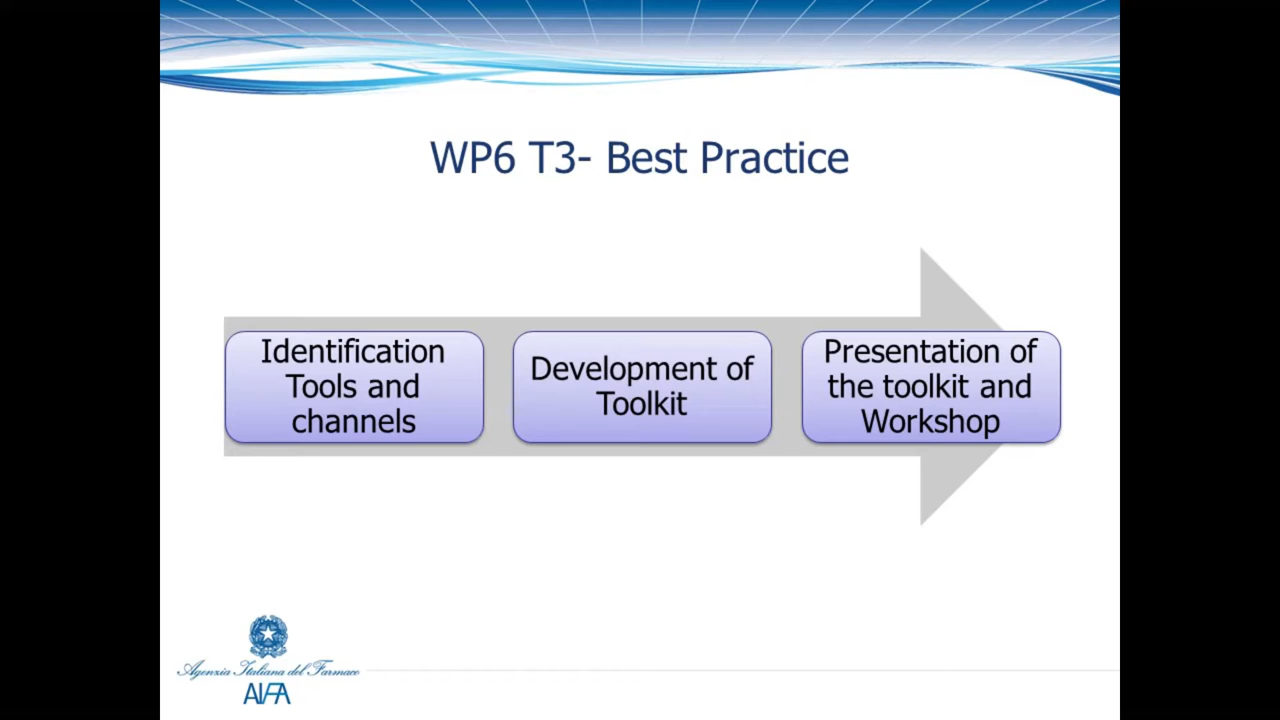 WP6 T3- Best Practice
Identification
Tools and
channels
Development of
Toolkit
Presentation of
the toolkit and
Workshop
Agenzia Italiana del Farmaco
AIFA